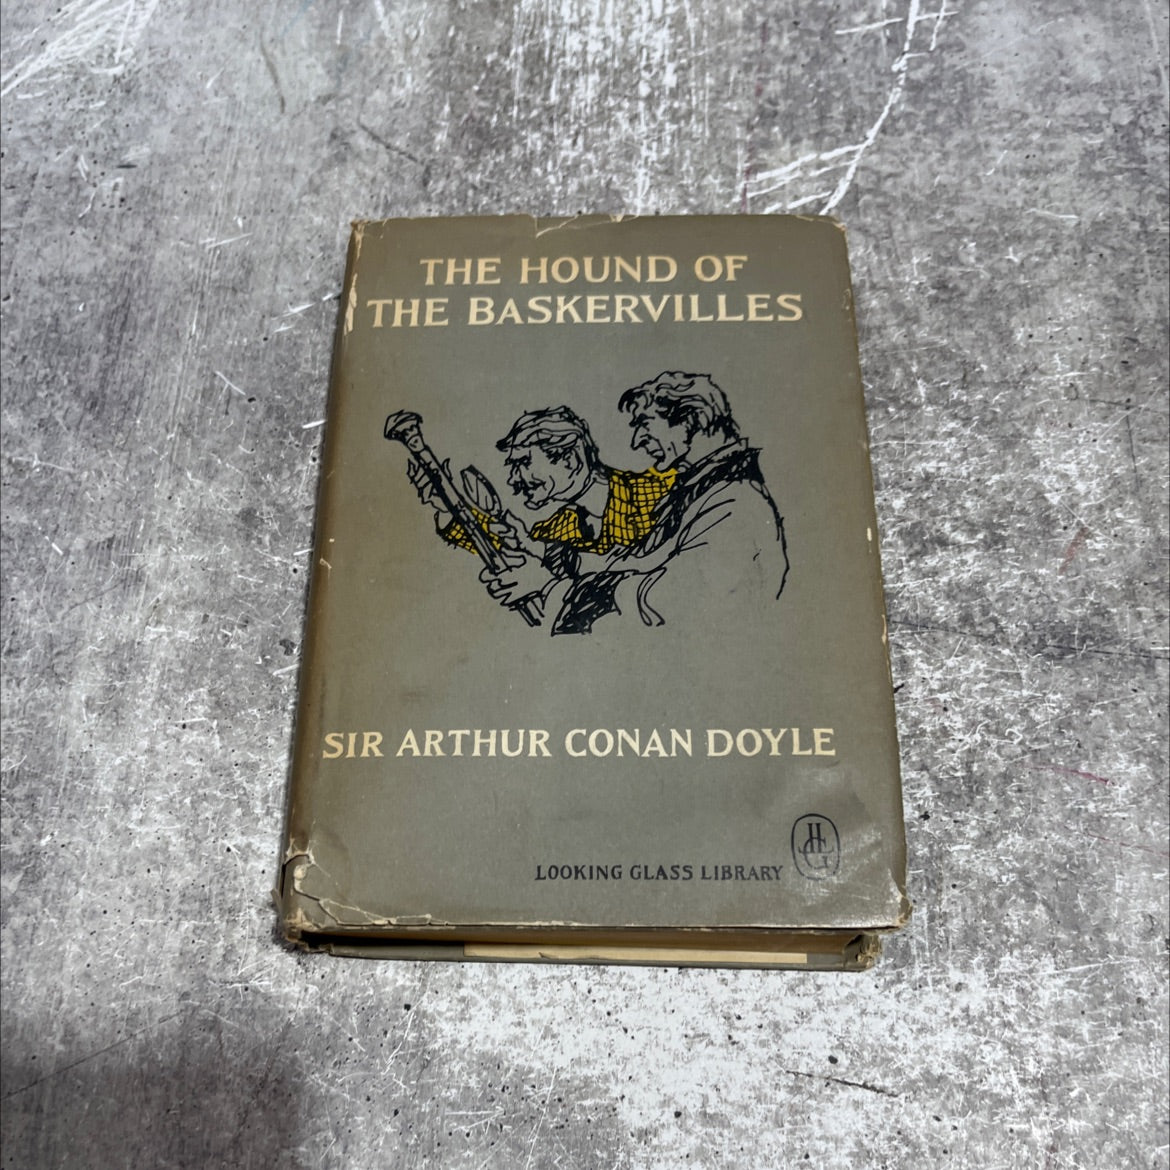 THE HOUND OF
THE BASKERVILLES
SIR ARTHUR CONAN DOYLE
LOOKING GLASS LIBRARY